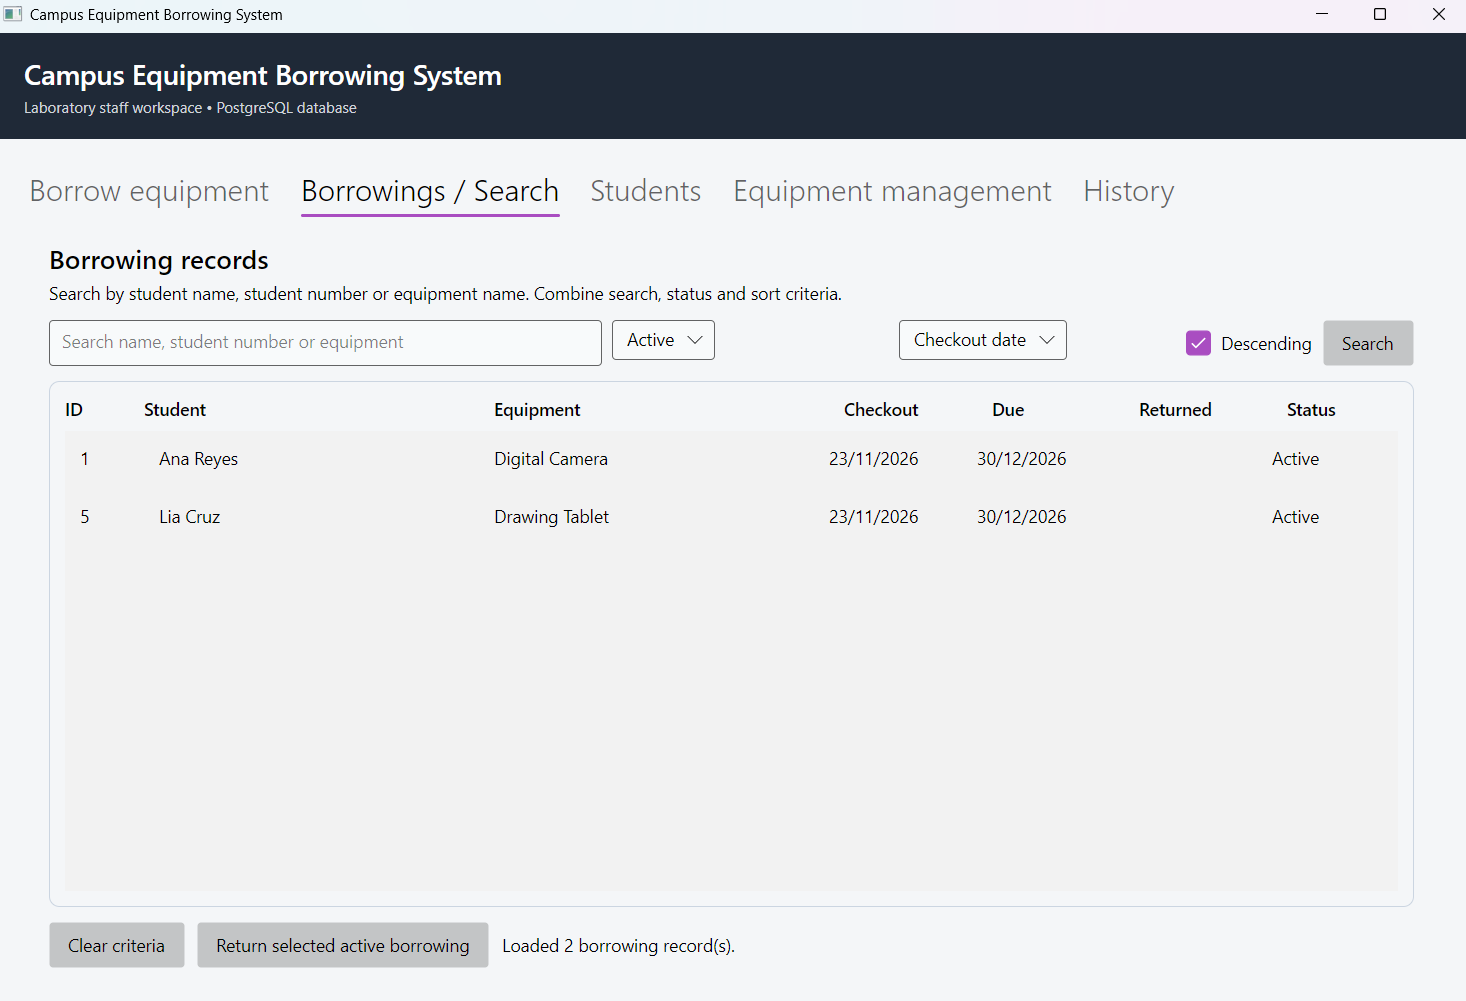 Campus Equipment Borrowing System
Campus Equipment Borrowing System
Laboratory staff workspace • PostgreSQL database
Borrow equipment Borrowings / Search Students Equipment management History
Borrowing records
Search by student name, student number or equipment name. Combine search, status and sort criteria.
Search name, student number or equipment Active Checkout date Descending Search
ID Student Equipment Checkout Due Returned Status
1 Ana Reyes Digital Camera 23/11/2026 30/12/2026 Active
5 Lia Cruz Drawing Tablet 23/11/2026 30/12/2026 Active
Clear criteria Return selected active borrowing Loaded 2 borrowing record(s).